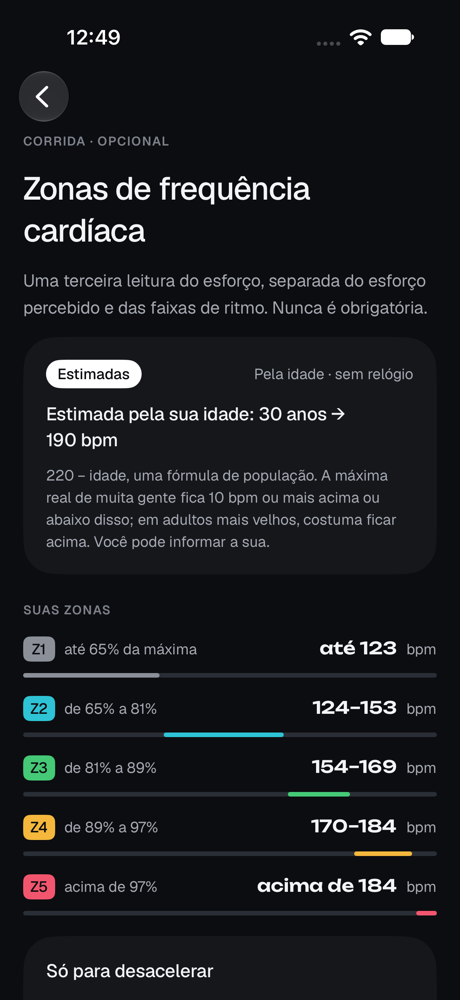 12:49
CORRIDA · OPCIONAL
Zonas de frequência
cardíaca
Uma terceira leitura do esforço, separada do esforço
percebido e das faixas de ritmo. Nunca é obrigatória.
Estimadas
Pela idade · sem relógio
Estimada pela sua idade: 30 anos →
190 bpm
220 – idade, uma fórmula de população. A máxima
real de muita gente fica 10 bpm ou mais acima ou
abaixo disso; em adultos mais velhos, costuma ficar
acima. Você pode informar a sua.
SUAS ZONAS
Z1 até 65% da máxima até 123 bpm
Z2 de 65% a 81% 124–153 bpm
Z3 de 81% a 89% 154–169 bpm
Z4 de 89% a 97% 170–184 bpm
Z5 acima de 97% acima de 184 bpm
Só para desacelerar